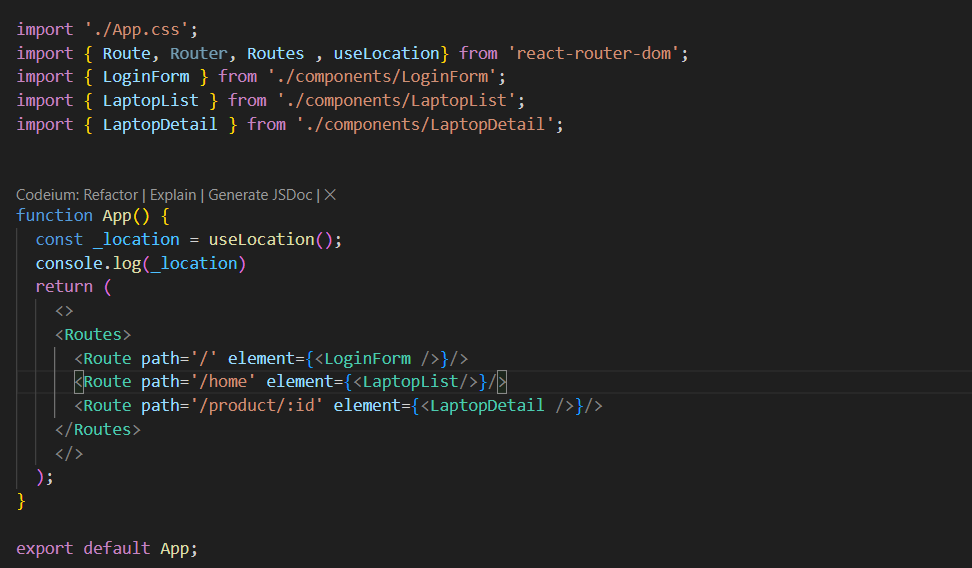 import './App.css';
import { Route, Router, Routes , useLocation} from 'react-router-dom';
import { LoginForm } from './components/LoginForm';
import { LaptopList } from './components/LaptopList';
import { LaptopDetail } from './components/LaptopDetail';
Codeium: Refactor | Explain | Generate JSDoc | ×
function App() {
  const _location = useLocation();
  console.log(_location)
  return (
    <>
    <Routes>
      <Route path='/' element={<LoginForm />}/>
      <Route path='/home' element={<LaptopList/>}/>
      <Route path='/product/:id' element={<LaptopDetail />}/>
    </Routes>
    </>
  );
}
export default App;